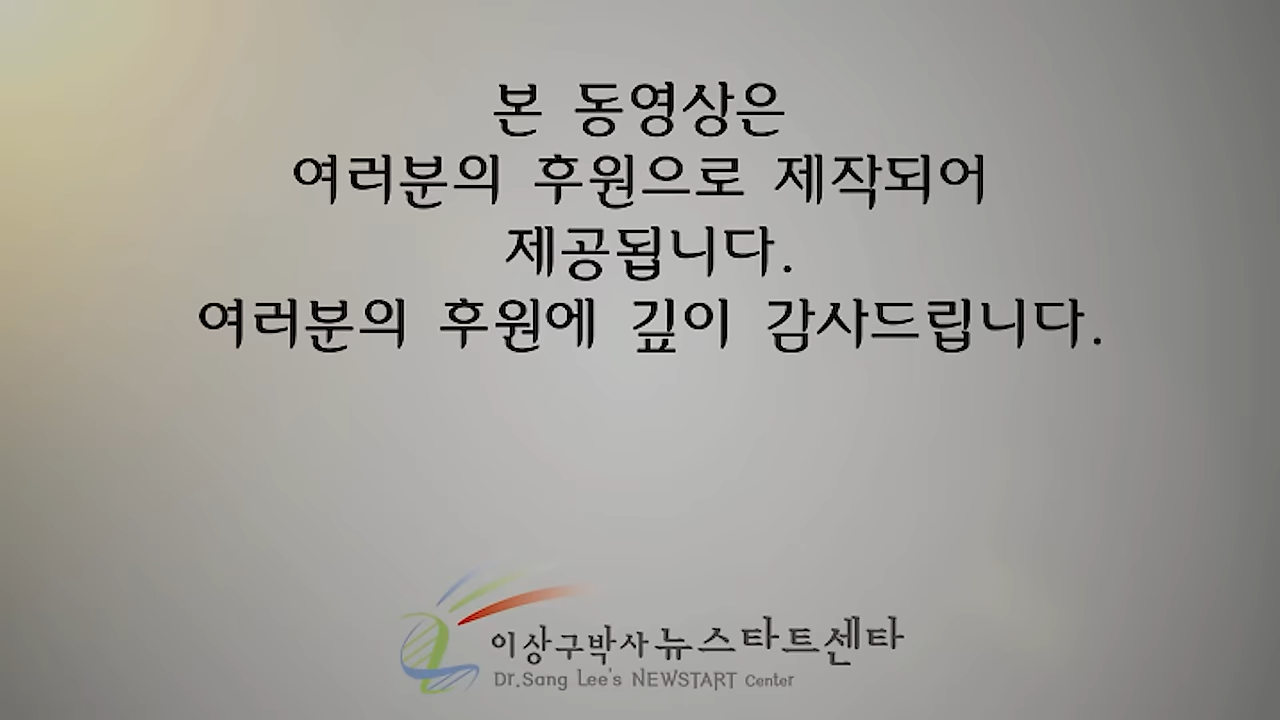 본 동영상은
여러분의 후원으로 제작되어
제공됩니다.
여러분의 후원에 깊이 감사드립니다.
이상구박사 뉴스타트센타
Dr.Sang Lee's NEWSTART Center